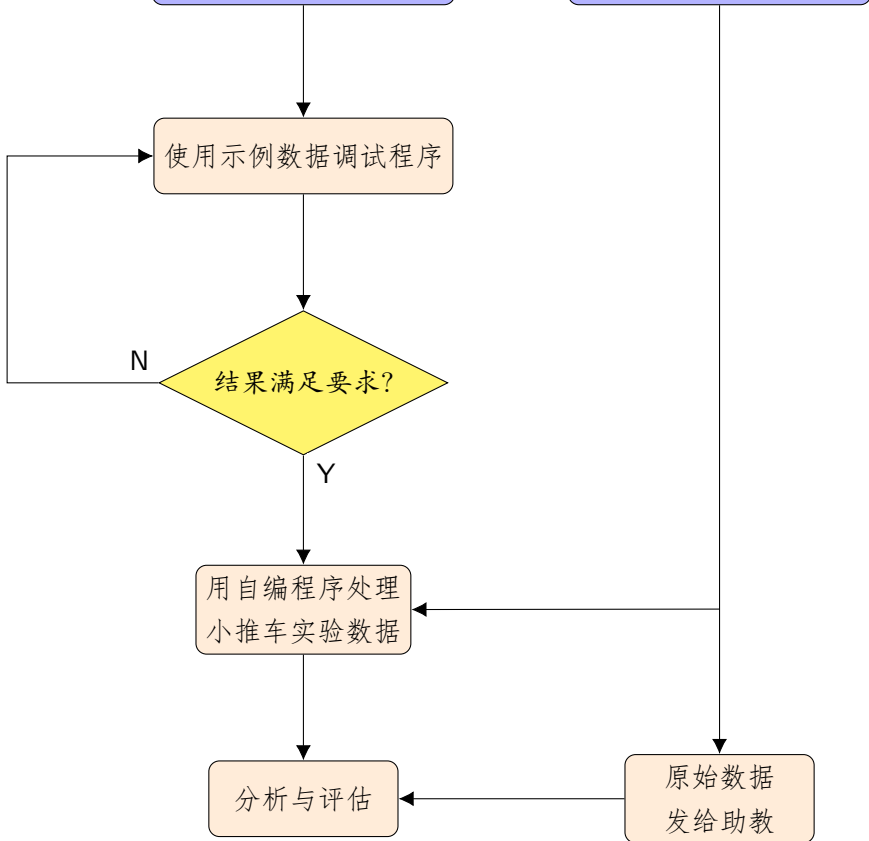 使用示例数据调试程序
N
结果满足要求?
Y
用自编程序处理
小推车实验数据
分析与评估
原始数据
发给助教